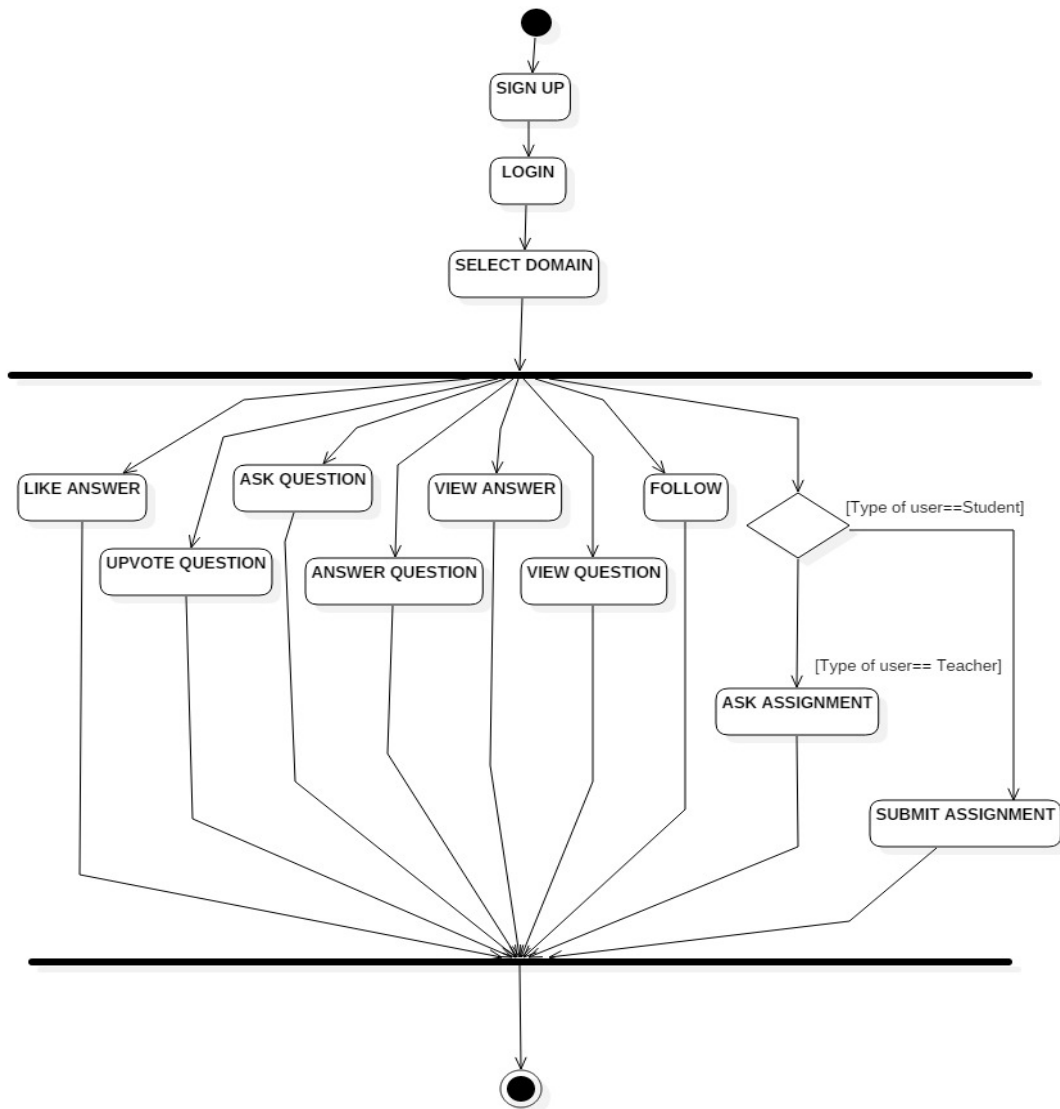 SIGN UP
LOGIN
SELECT DOMAIN
LIKE ANSWER
ASK QUESTION
VIEW ANSWER
FOLLOW
[Type of user==Student]
UPVOTE QUESTION
ANSWER QUESTION
VIEW QUESTION
[Type of user== Teacher]
ASK ASSIGNMENT
SUBMIT ASSIGNMENT